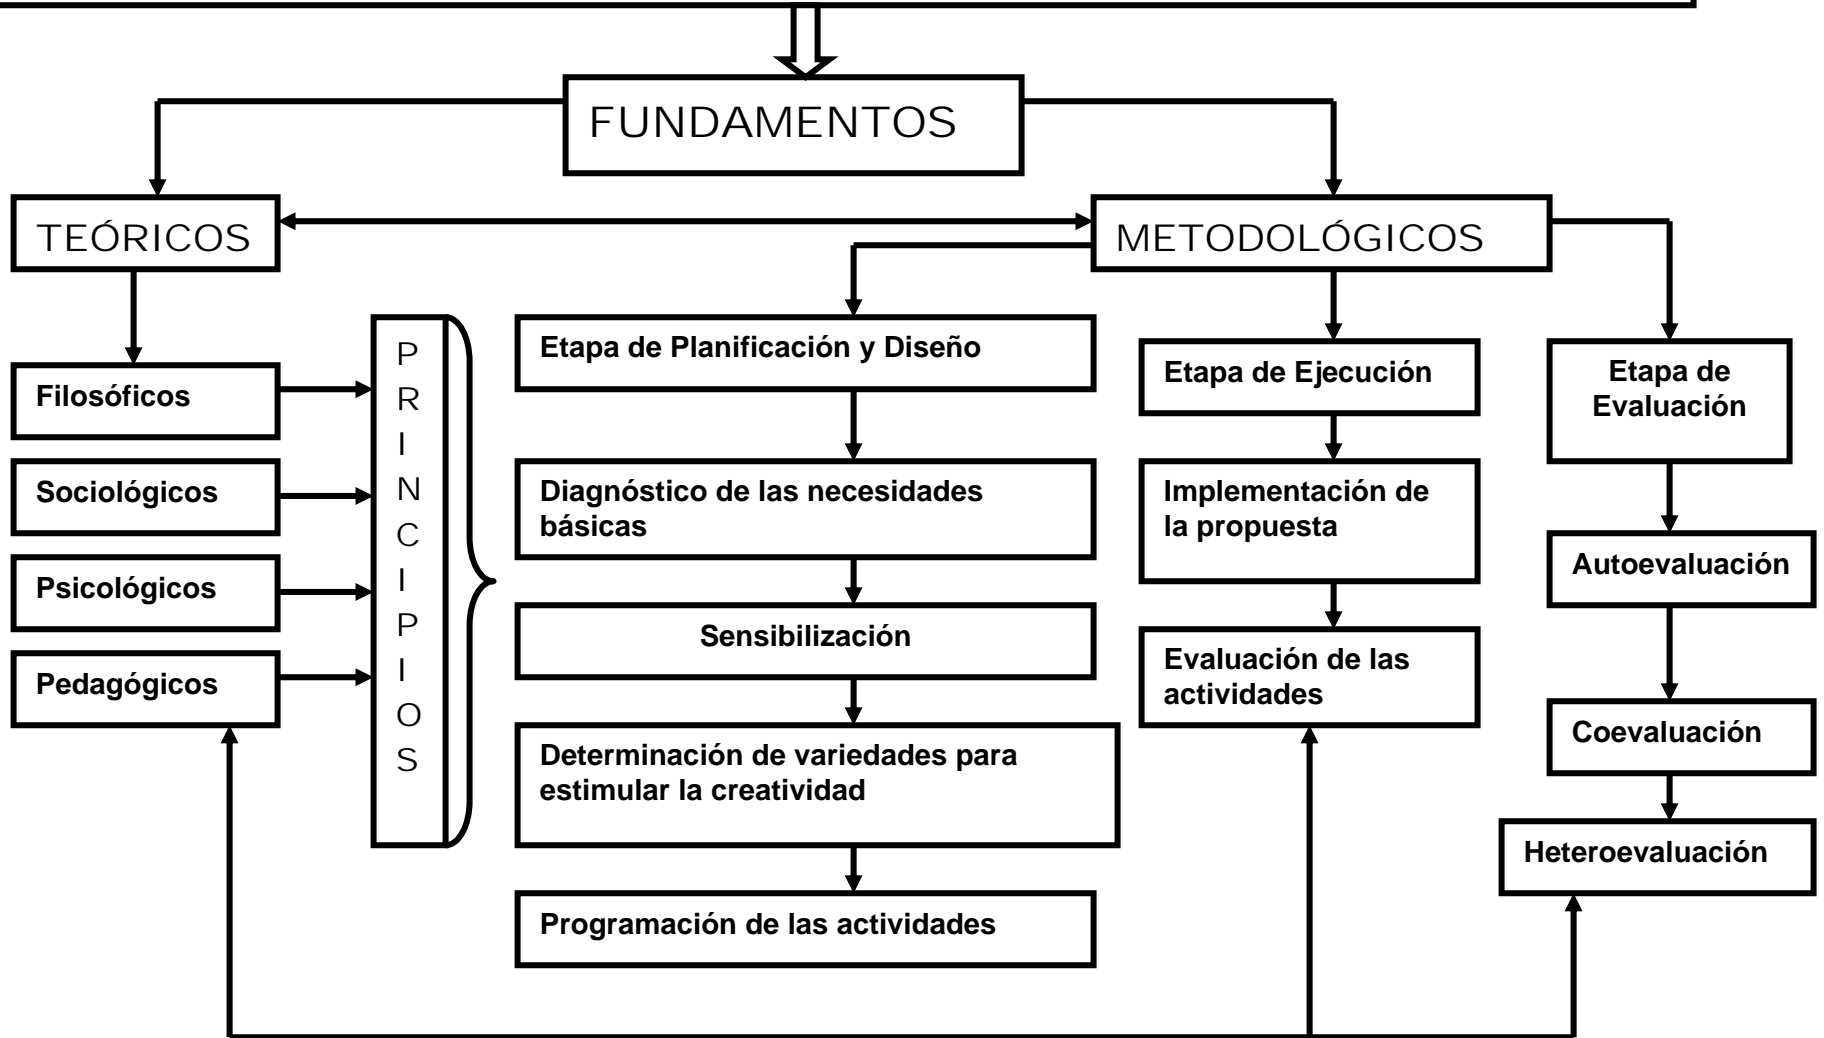 FUNDAMENTOS
TEÓRICOS
METODOLÓGICOS
Filosóficos
Sociológicos
Psicológicos
Pedagógicos
P
R
I
N
C
I
P
I
O
S
Etapa de Planificación y Diseño
Diagnóstico de las necesidades
básicas
Sensibilización
Determinación de variedades para
estimular la creatividad
Programación de las actividades
Etapa de Ejecución
Implementación de
la propuesta
Evaluación de las
actividades
Etapa de
Evaluación
Autoevaluación
Coevaluación
Heteroevaluación